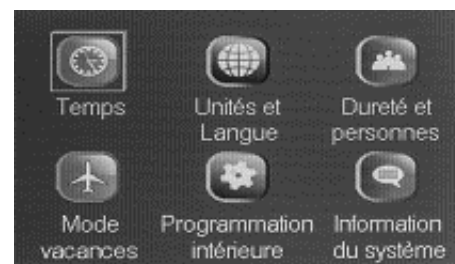 Temps
Unités et
Langue
Dureté et
personnes
Mode
vacances
Programmation
intérieure
Information
du système